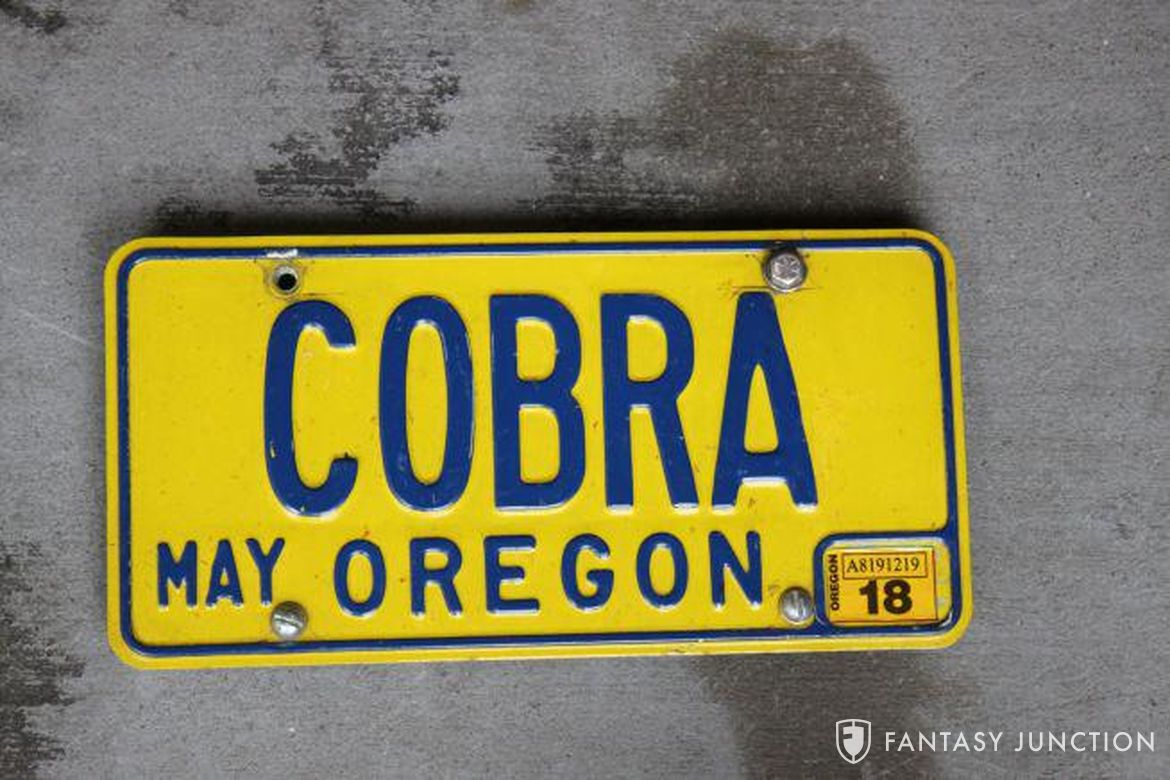 COBRA
MAY OREGON
OREGON
A8191219
18
FANTASY JUNCTION